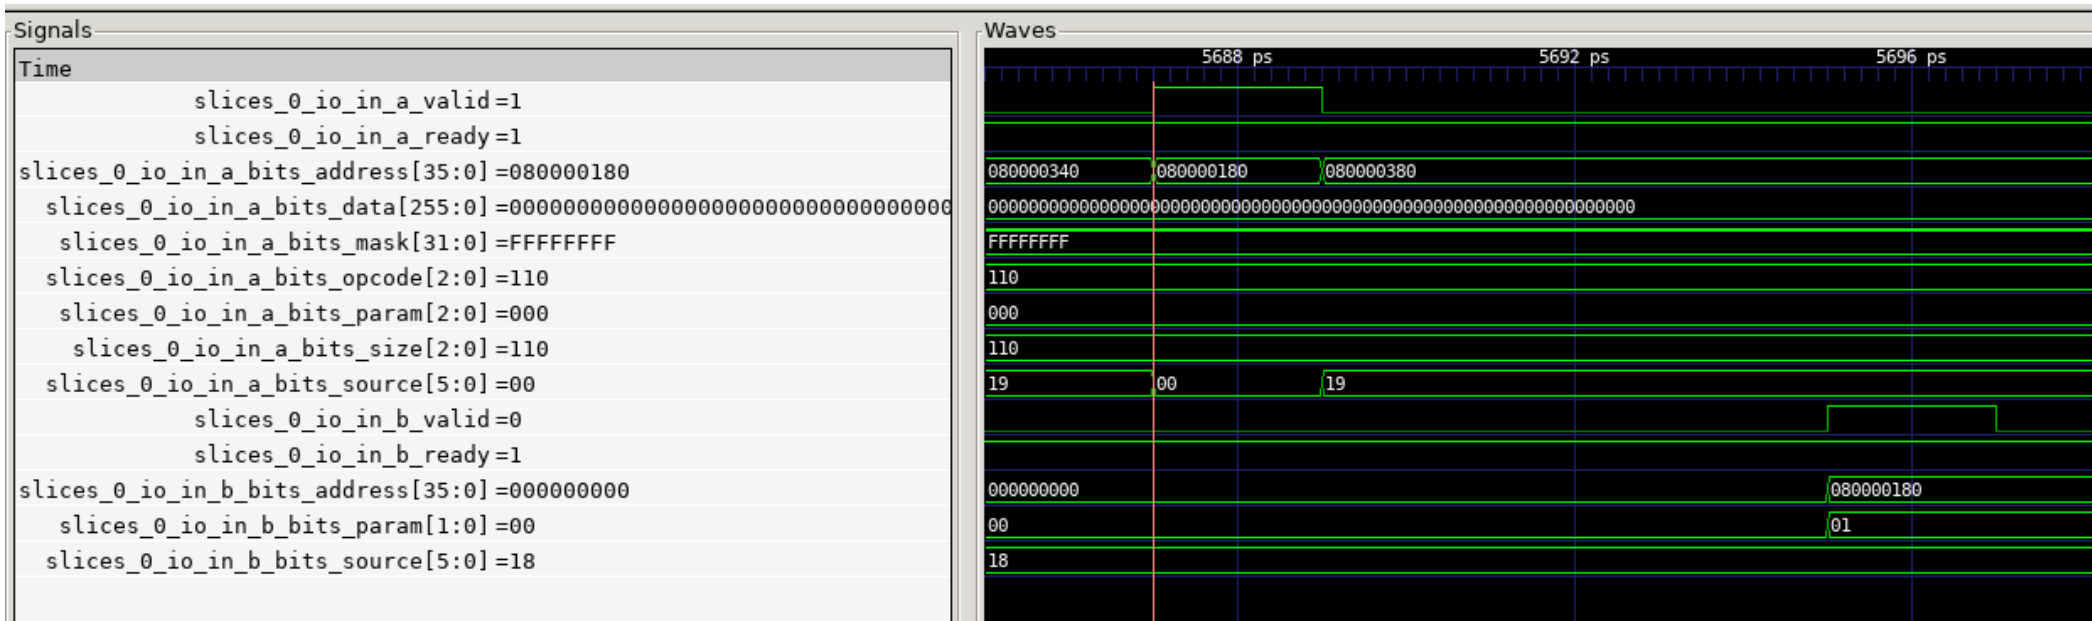 Signals
Waves
Time
5688 ps 5692 ps 5696 ps
slices_0_io_in_a_valid=1
slices_0_io_in_a_ready=1
slices_0_io_in_a_bits_address[35:0]=080000180 080000340 080000180 080000380
slices_0_io_in_a_bits_data[255:0]=000000000000000000000000000000000 0000000000000000000000000000000000000000000000000000000000000000
slices_0_io_in_a_bits_mask[31:0]=FFFFFFFF FFFFFFFF
slices_0_io_in_a_bits_opcode[2:0]=110 110
slices_0_io_in_a_bits_param[2:0]=000 000
slices_0_io_in_a_bits_size[2:0]=110 110
slices_0_io_in_a_bits_source[5:0]=00 19 00 19
slices_0_io_in_b_valid=0
slices_0_io_in_b_ready=1
slices_0_io_in_b_bits_address[35:0]=000000000 000000000 080000180
slices_0_io_in_b_bits_param[1:0]=00 00 01
slices_0_io_in_b_bits_source[5:0]=18 18